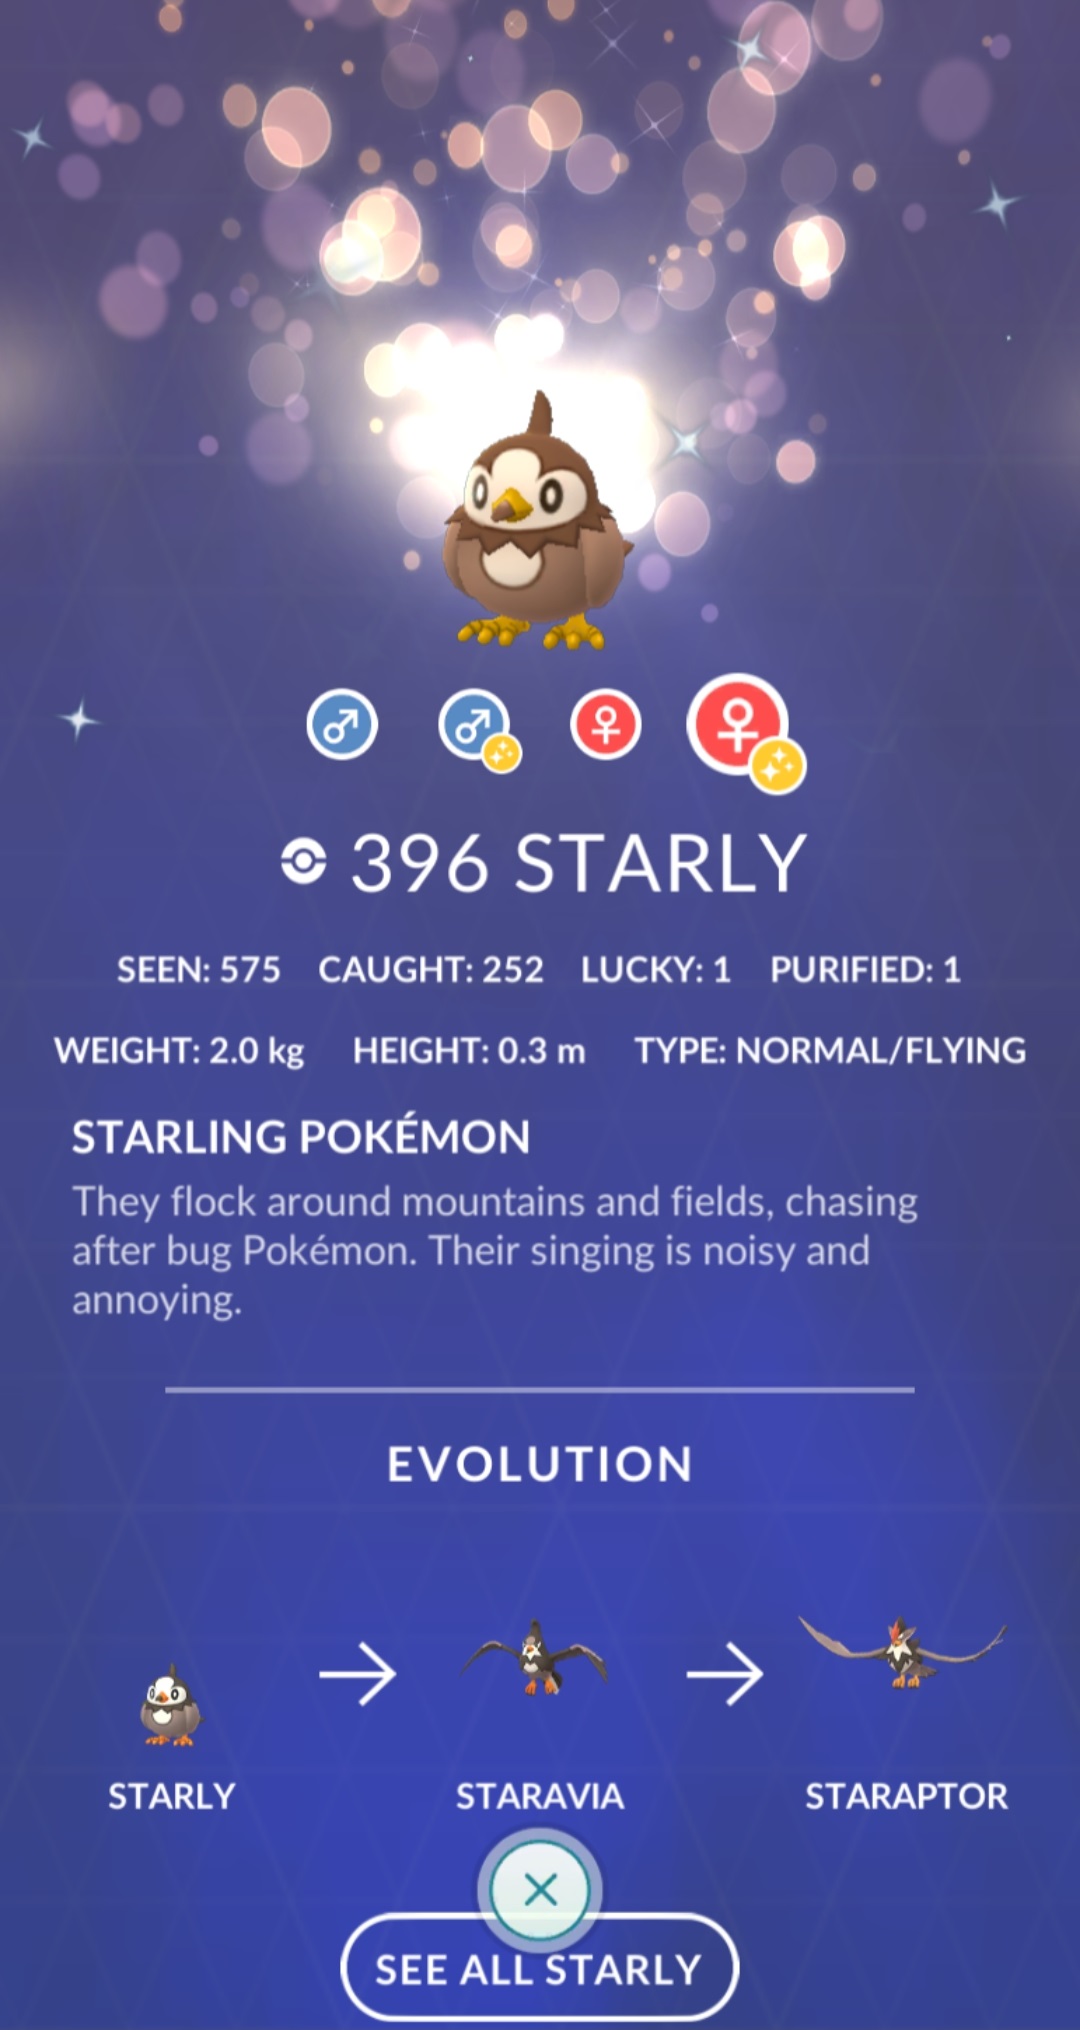 396 STARLY
SEEN: 575 CAUGHT: 252 LUCKY: 1 PURIFIED: 1
WEIGHT: 2.0 kg HEIGHT: 0.3 m TYPE: NORMAL/FLYING
STARLING POKÉMON
They flock around mountains and fields, chasing
after bug Pokémon. Their singing is noisy and
annoying.
EVOLUTION
STARLY STARAVIA STARAPTOR
SEE ALL STARLY